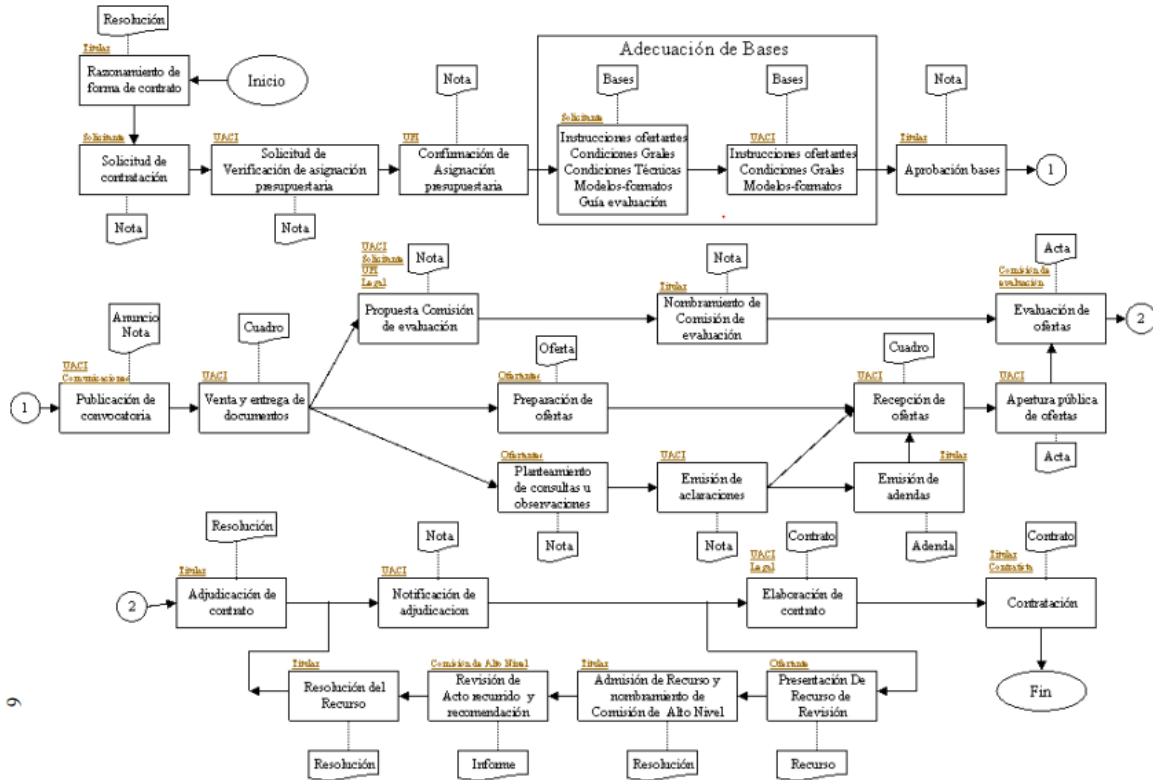 Resolución
Titular
Razonamiento de
forma de contrato
Inicio
Solicitante
Solicitud de
contratación
Nota
UACI
Solicitud de
Verificación de asignación
presupuestaria
Nota
Nota
UFI
Confirmación de
Asignación
presupuestaria
Adecuación de Bases
Bases
Solicitante
Instrucciones ofertantes
Condiciones Grales
Condiciones Técnicas
Modelos-formatos
Guía evaluación
Bases
UACI
Instrucciones ofertantes
Condiciones Grales
Modelos-formatos
Nota
Titular
Aprobación bases
1
1
Anuncio
Nota
UACI
Comunicaciones
Publicación de
convocatoria
Cuadro
UACI
Venta y entrega de
documentos
UACI
Solicitante
UFI
Legal
Nota
Propuesta Comisión
de evaluación
Nota
Titular
Nombramiento de
Comisión de
evaluación
Acta
Comisión de
evaluación
Evaluación de
ofertas
2
Oferta
Ofertantes
Preparación de
ofertas
Cuadro
UACI
Recepción de
ofertas
UACI
Apertura pública
de ofertas
Acta
Ofertantes
Planteamiento
de consultas u
observaciones
Nota
UACI
Emisión de
aclaraciones
Nota
Titular
Emisión de
adendas
Adenda
2
Resolución
Titular
Adjudicación de
contrato
Nota
UACI
Notificación de
adjudicacion
Contrato
UACI
Legal
Elaboración de
contrato
Contrato
Titular
Contratista
Contratación
Fin
Titular
Resolución del
Recurso
Resolución
Comisión de Alto Nivel
Revisión de
Acto recurrido y
recomendación
Informe
Titular
Admisión de Recurso y
nombramiento de
Comisión de Alto Nivel
Resolución
Ofertante
Presentación De
Recurso de
Revisión
Recurso
9